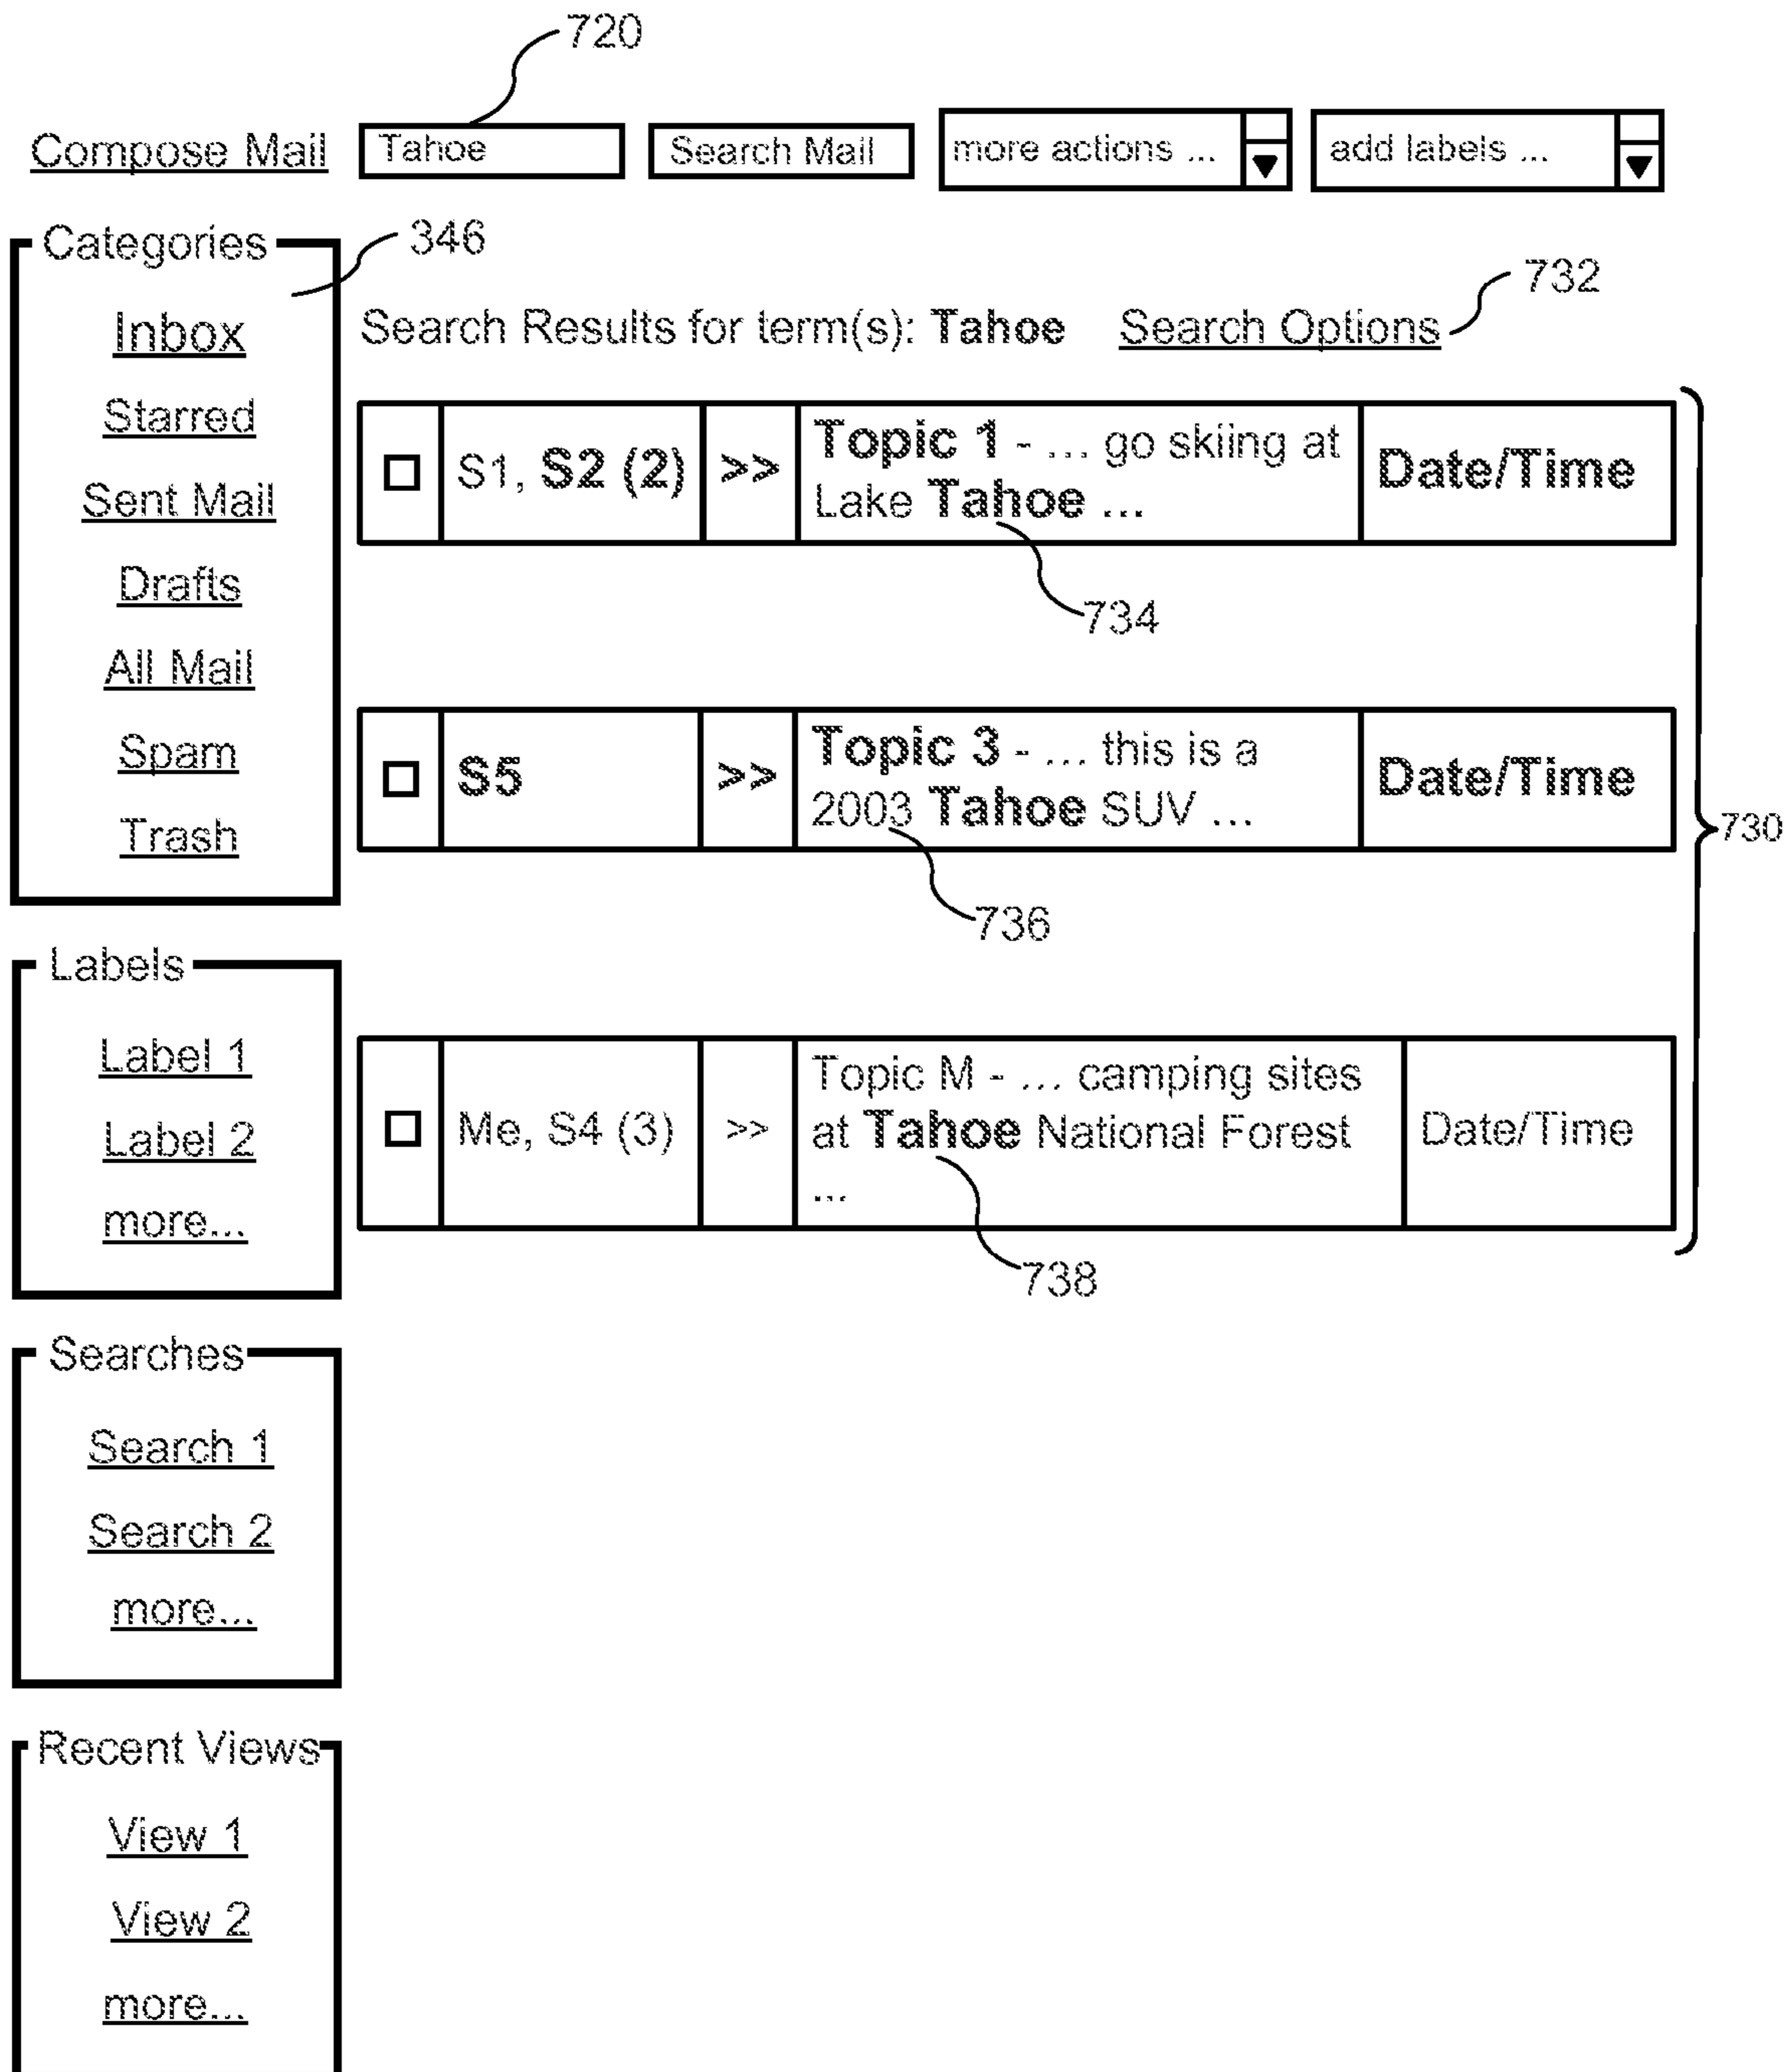 720
Compose Mail Tahoe Search Mail more actions ... add labels ...
Categories
346
Inbox
Starred
Sent Mail
Drafts
All Mail
Spam
Trash
732
Search Results for term(s): Tahoe Search Options
S1, S2 (2) >> Topic 1 - ... go skiing at
Lake Tahoe ...
Date/Time
734
S5 >> Topic 3 - ... this is a
2003 Tahoe SUV ...
Date/Time
730
736
Me, S4 (3) >> Topic M - ... camping sites
at Tahoe National Forest
...
Date/Time
738
Labels
Label 1
Label 2
more...
Searches
Search 1
Search 2
more...
Recent Views
View 1
View 2
more...